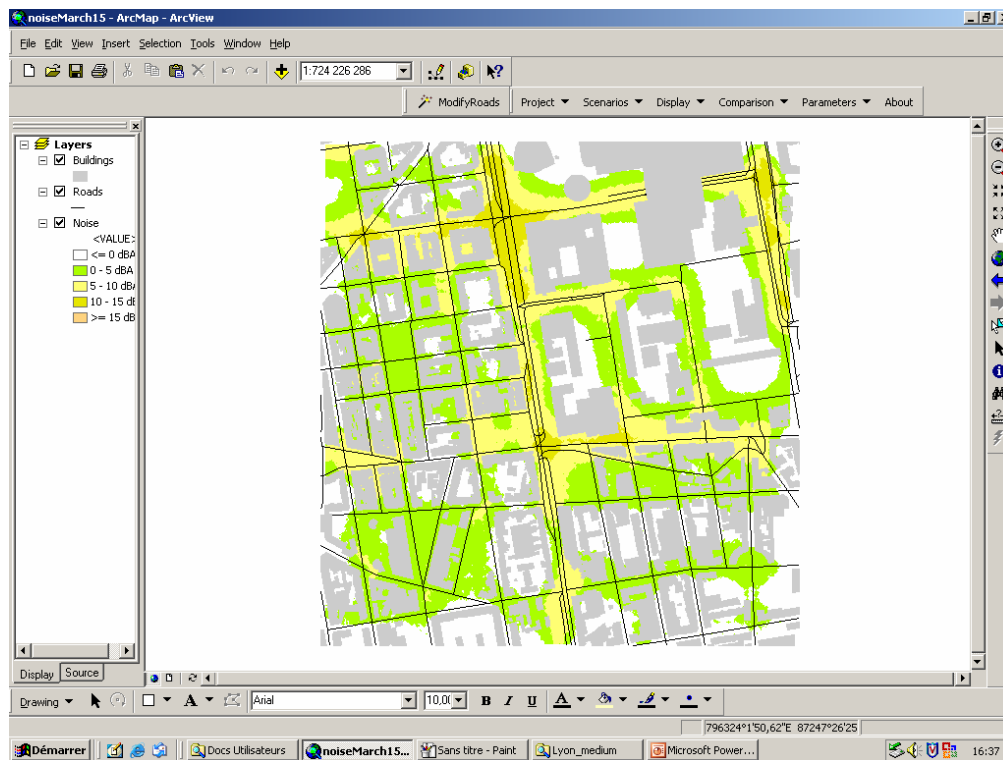 noiseMarch15 - ArcMap - ArcView
File Edit View Insert Selection Tools Window Help
1:724 226 286
ModifyRoads Project Scenarios Display Comparison Parameters About
Layers
Buildings
Roads
Noise
<VALUE>
<= 0 dBA
0 - 5 dBA
5 - 10 dBA
10 - 15 dB
>= 15 dB
Display Source
Drawing A Arial 10,00 B I U A
796324°1'50,62"E 87247°26'25
Démarrer Docs Utilisateurs noiseMarch15... Sans titre - Paint Lyon_medium Microsoft Power... 16:37